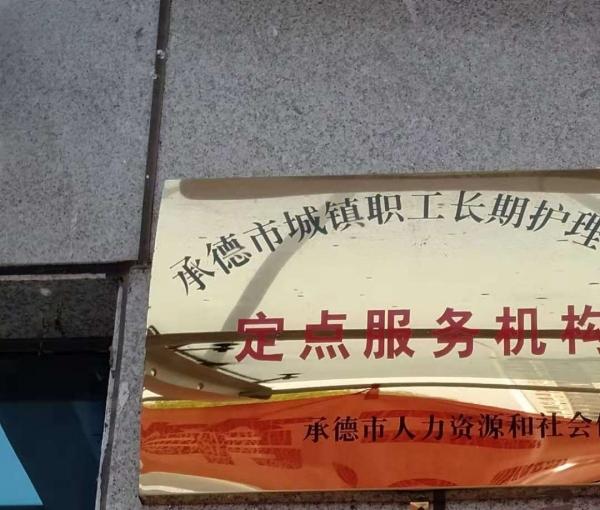 承德市城镇职工长期护理
定点服务机构
承德市人力资源和社会